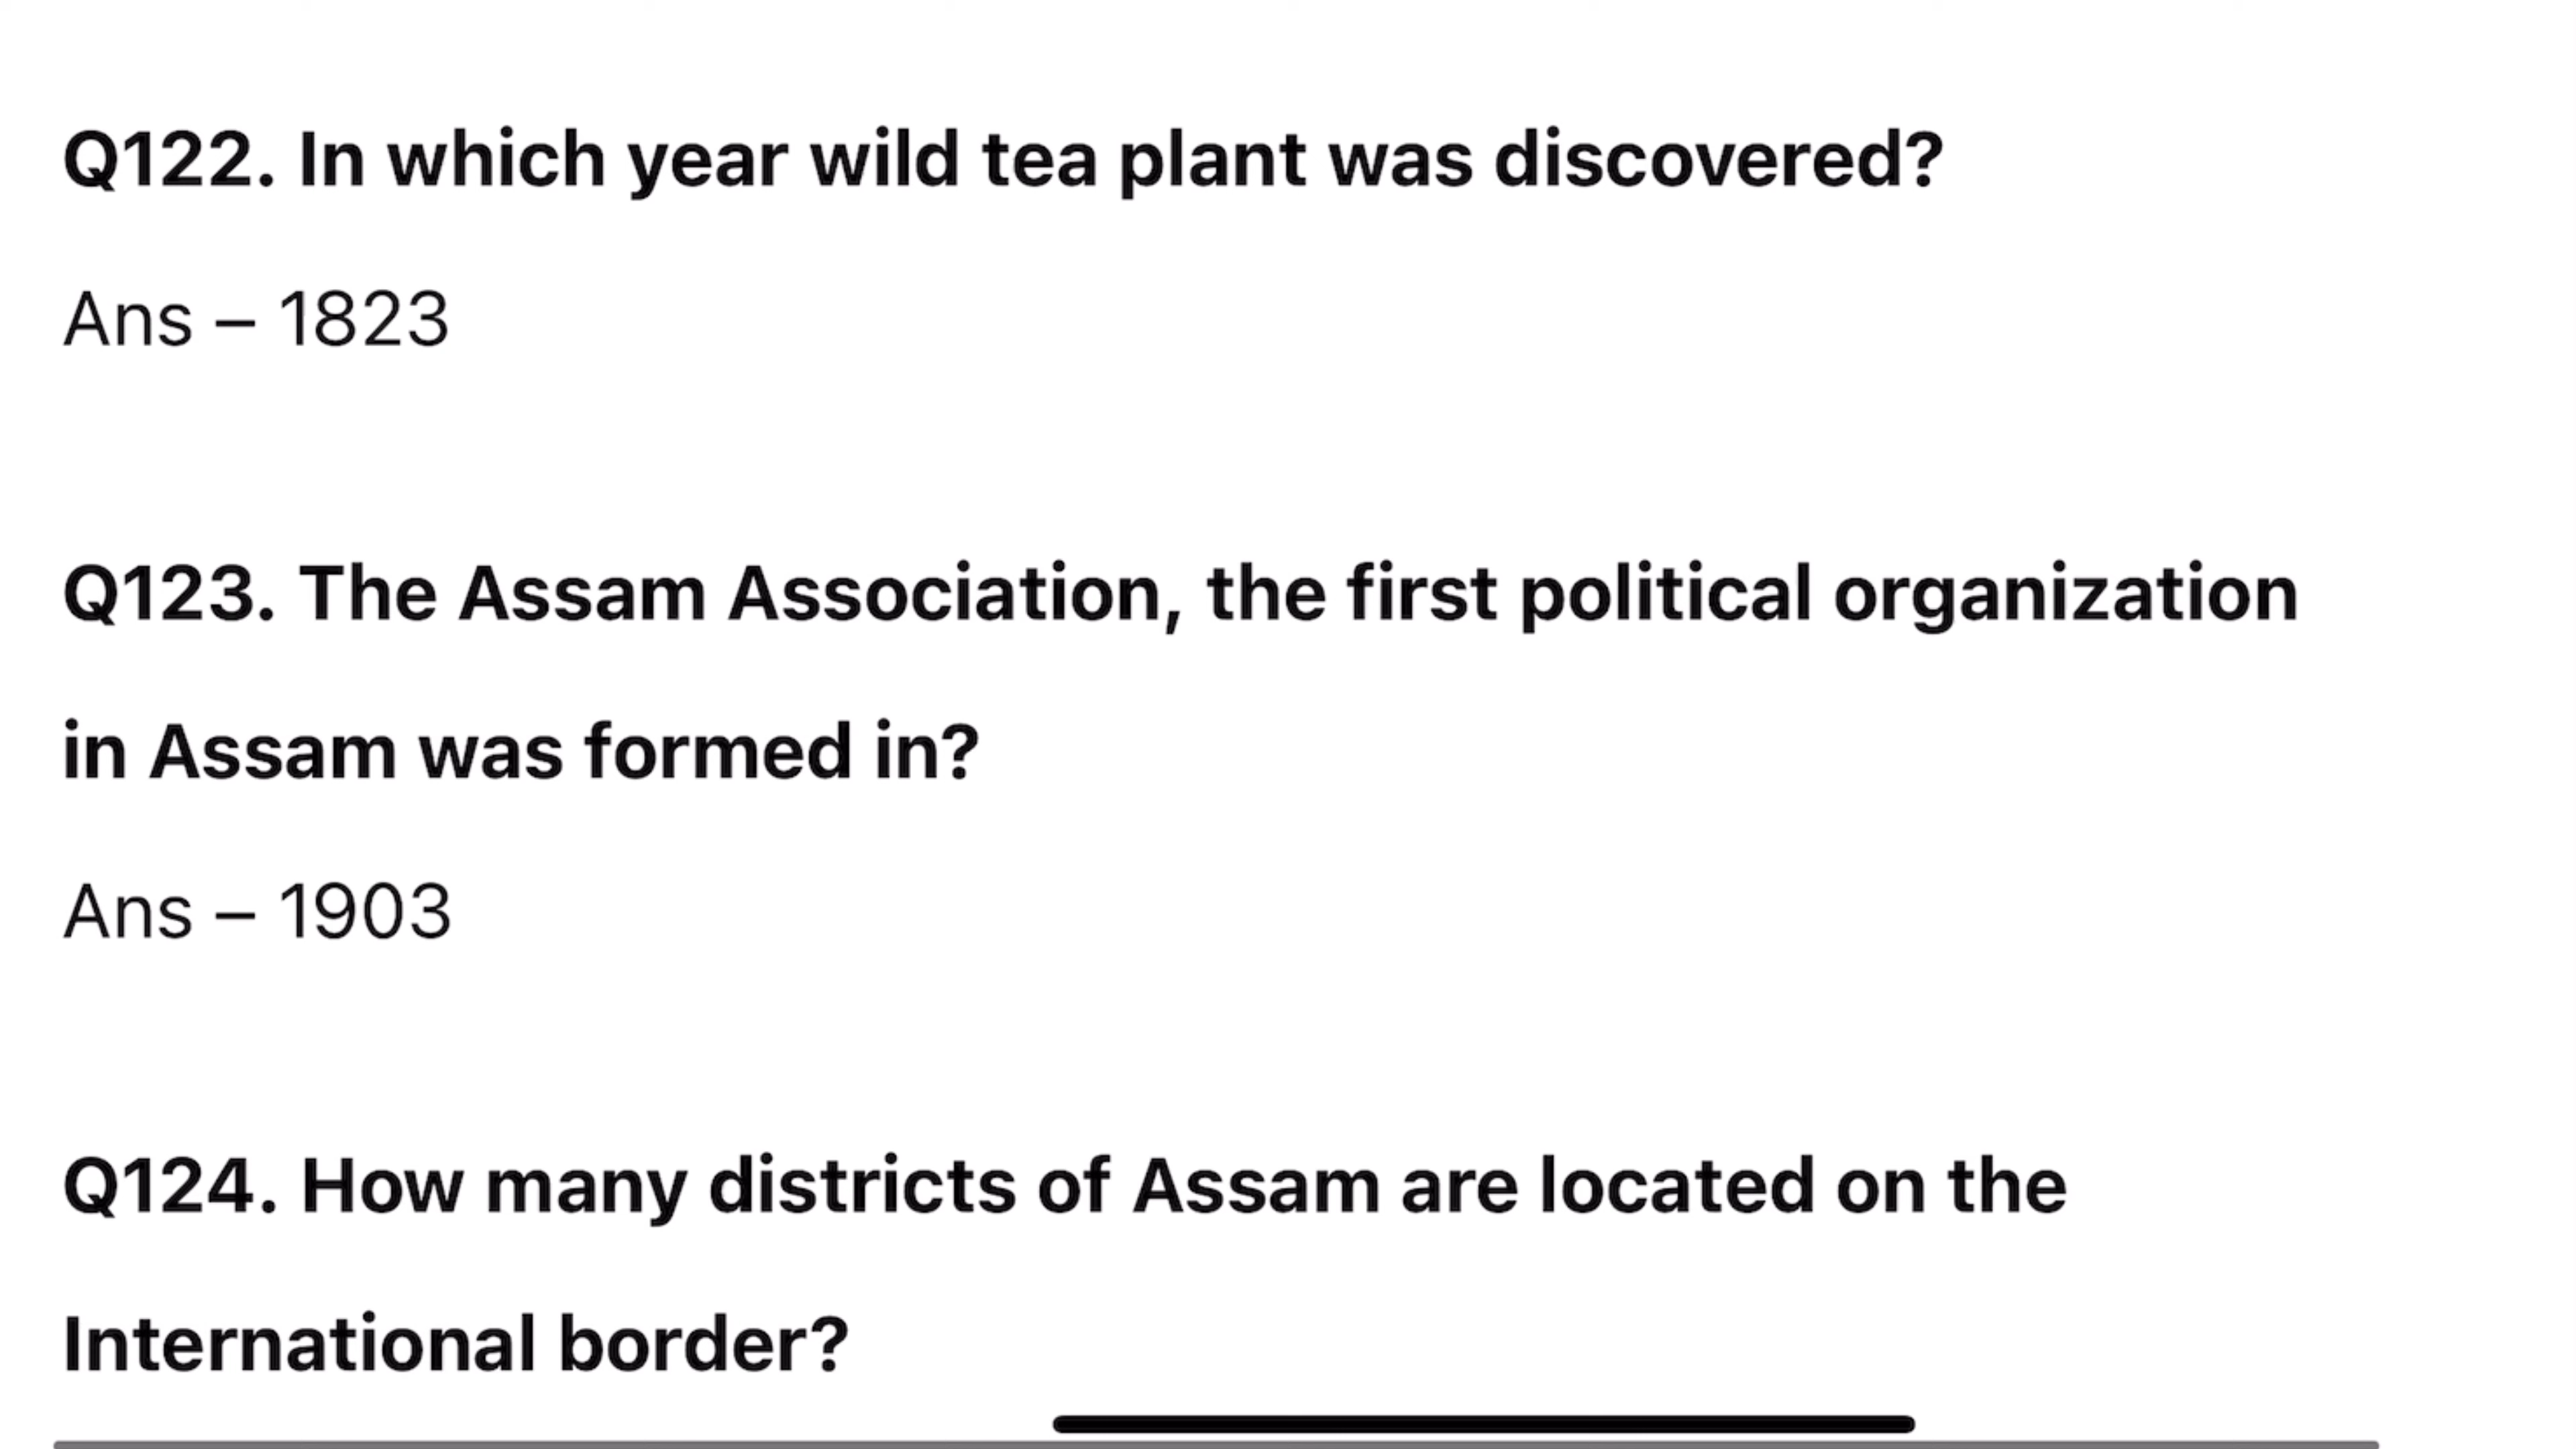 Q122. In which year wild tea plant was discovered?
Ans – 1823
Q123. The Assam Association, the first political organization
in Assam was formed in?
Ans – 1903
Q124. How many districts of Assam are located on the
International border?